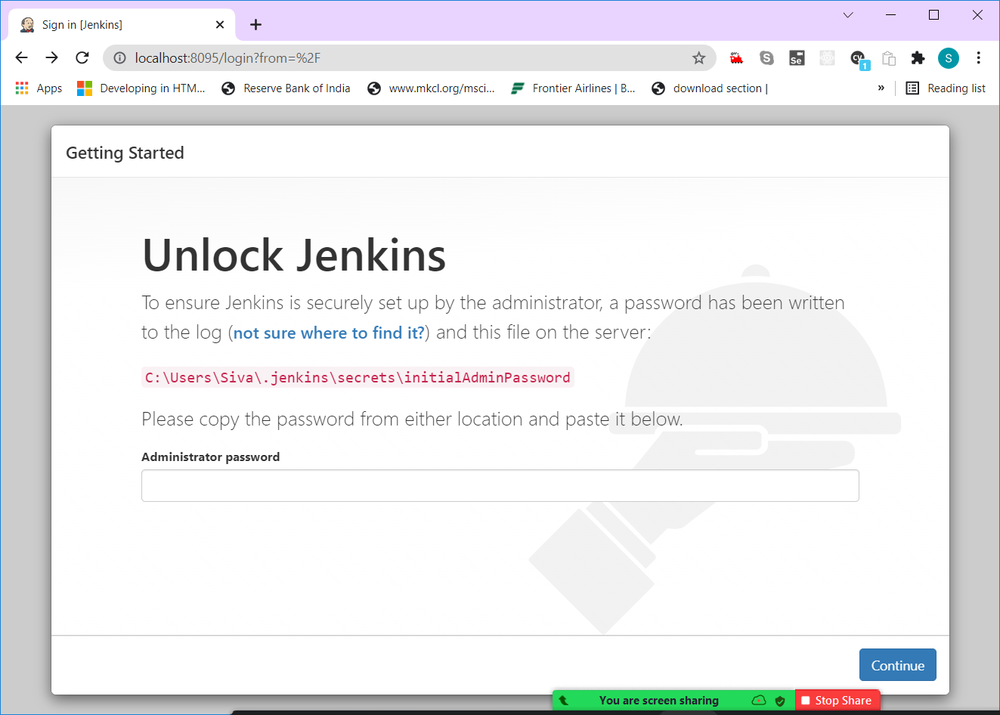 Sign in [Jenkins]
localhost:8095/login?from=%2F
S
Se
cy
1
S
Apps
Developing in HTM...
Reserve Bank of India
www.mkcl.org/msci...
Frontier Airlines | B...
download section |
»
Reading list
Getting Started
Unlock Jenkins
To ensure Jenkins is securely set up by the administrator, a password has been written
to the log (not sure where to find it?) and this file on the server:
C:\Users\Siva\.jenkins\secrets\initialAdminPassword
Please copy the password from either location and paste it below.
Administrator password
Continue
You are screen sharing
Stop Share